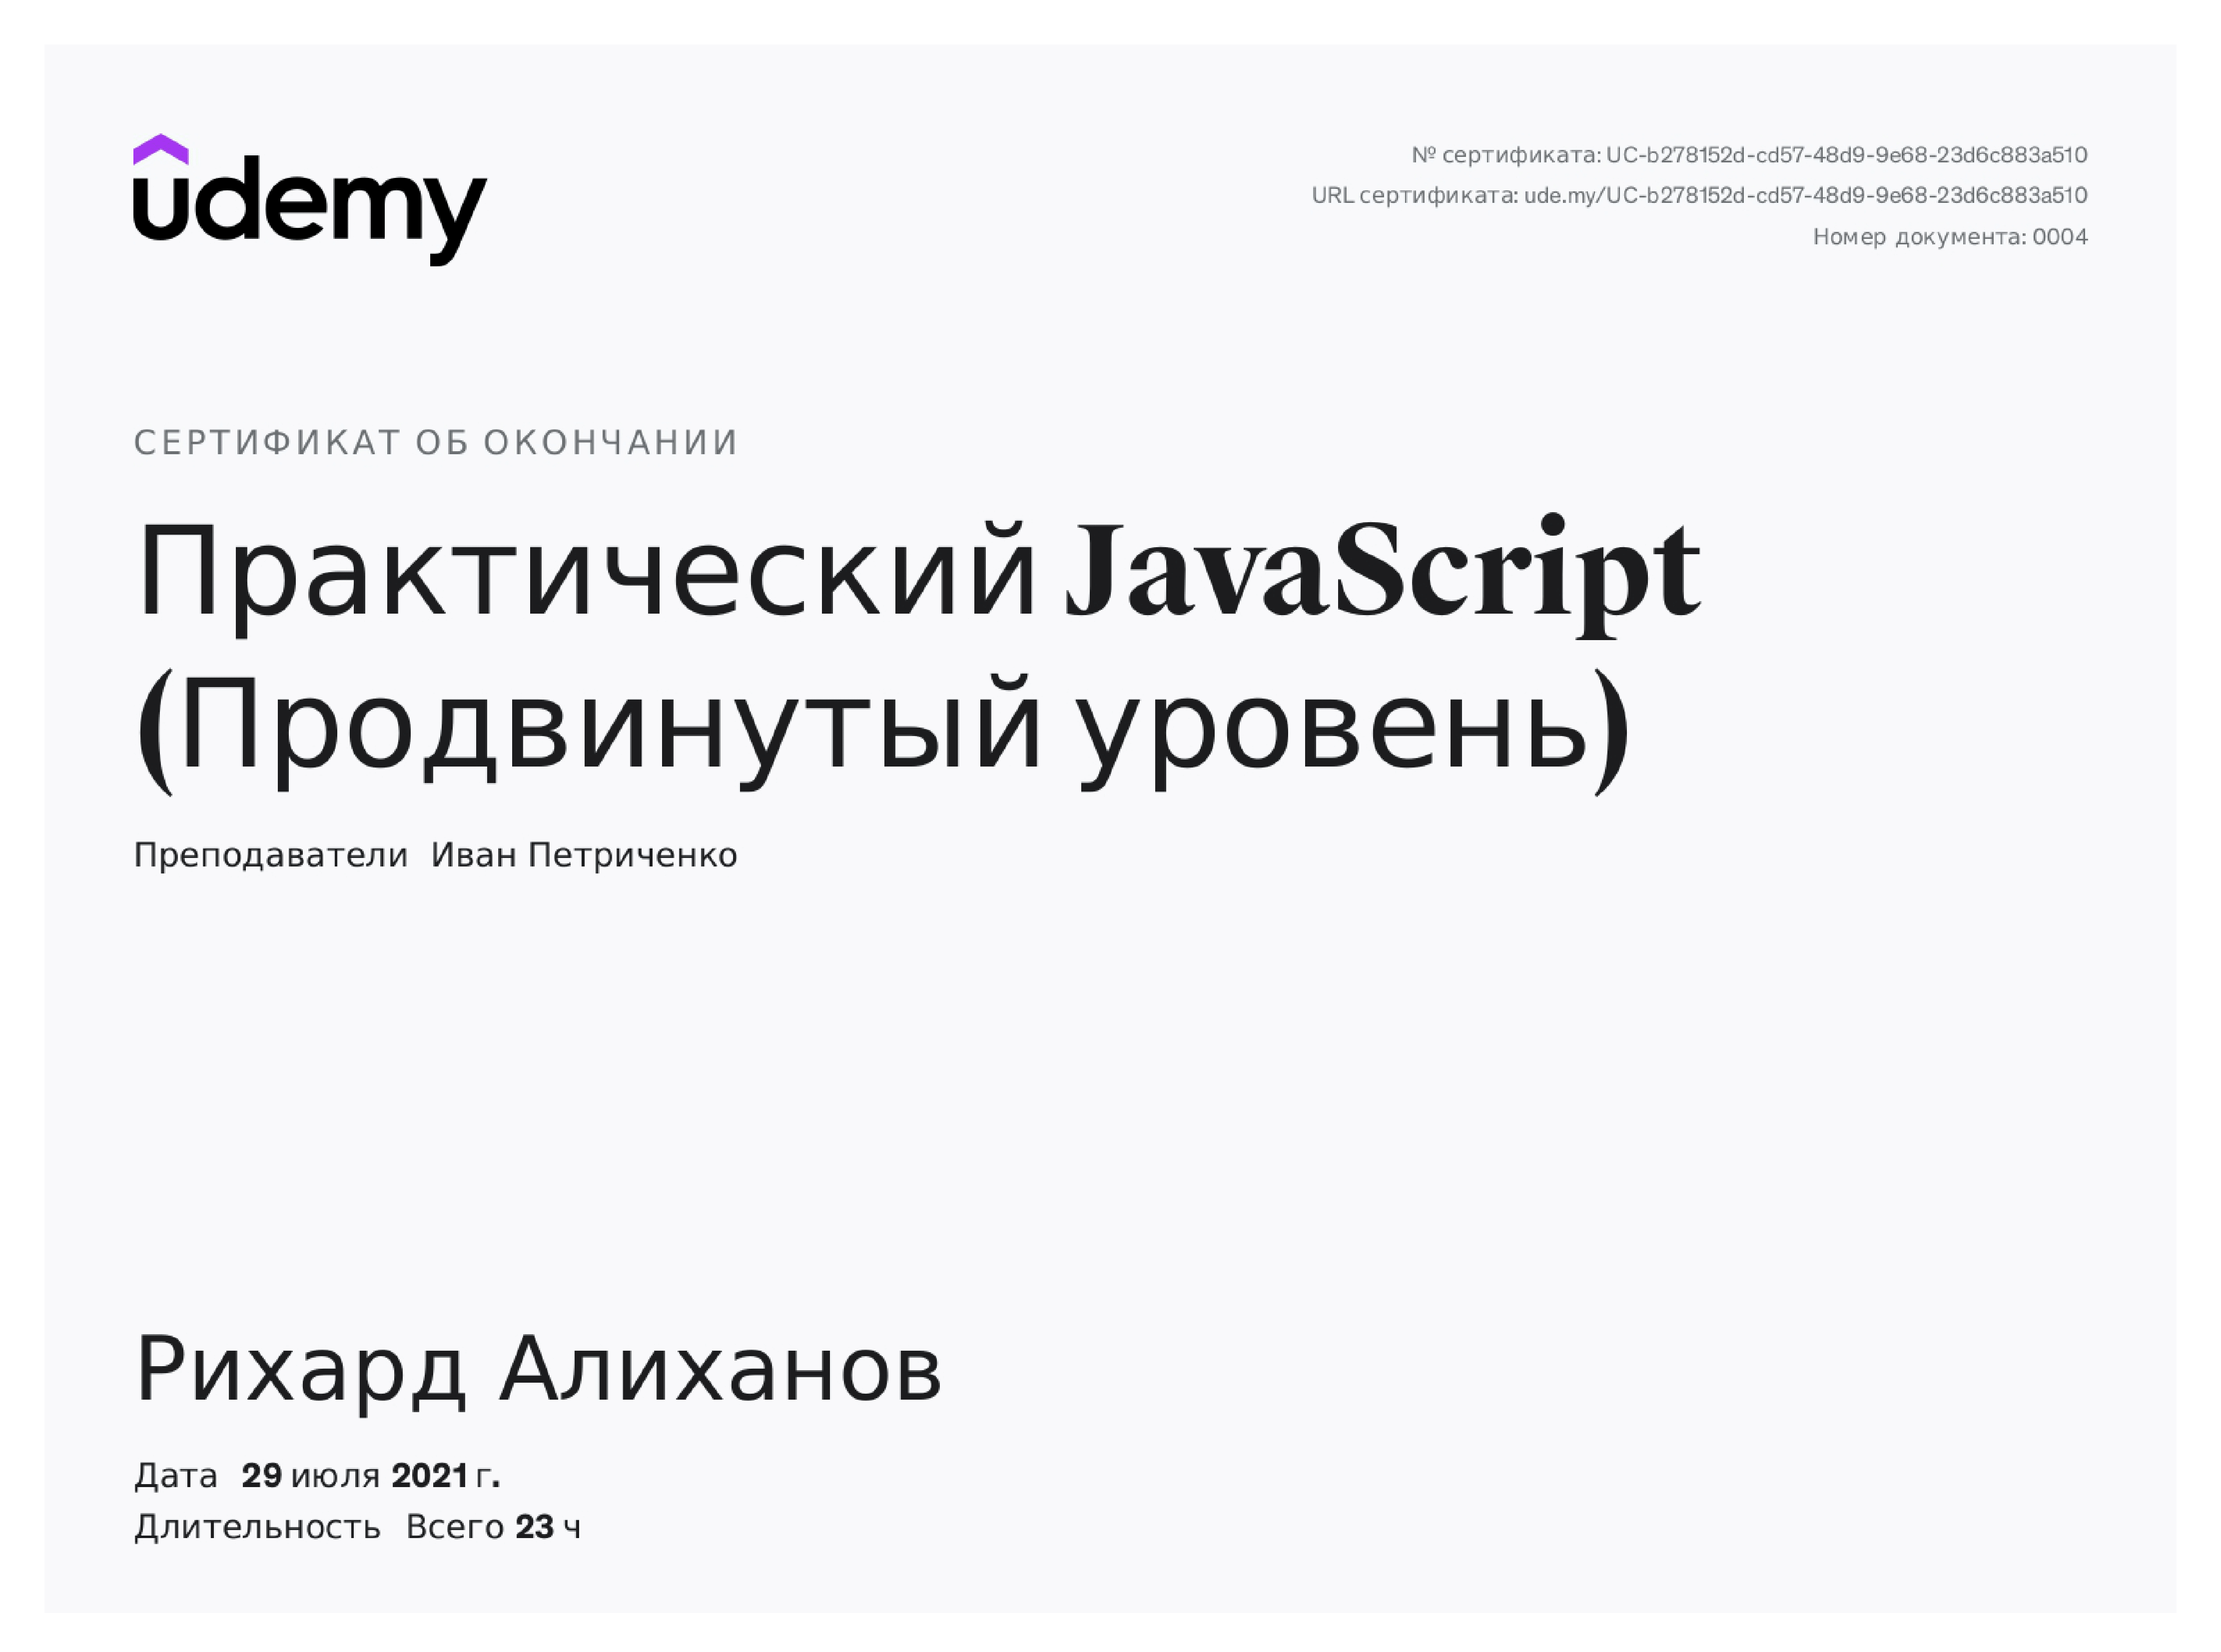 udemy
№ сертификата: UC-b278152d-cd57-48d9-9e68-23d6c883a510
URL сертификата: ude.my/UC-b278152d-cd57-48d9-9e68-23d6c883a510
Номер документа: 0004
СЕРТИФИКАТ ОБ ОКОНЧАНИИ
Практический JavaScript
(Продвинутый уровень)
Преподаватели Иван Петриченко
Рихард Алиханов
Дата 29 июля 2021 г.
Длительность Всего 23 ч